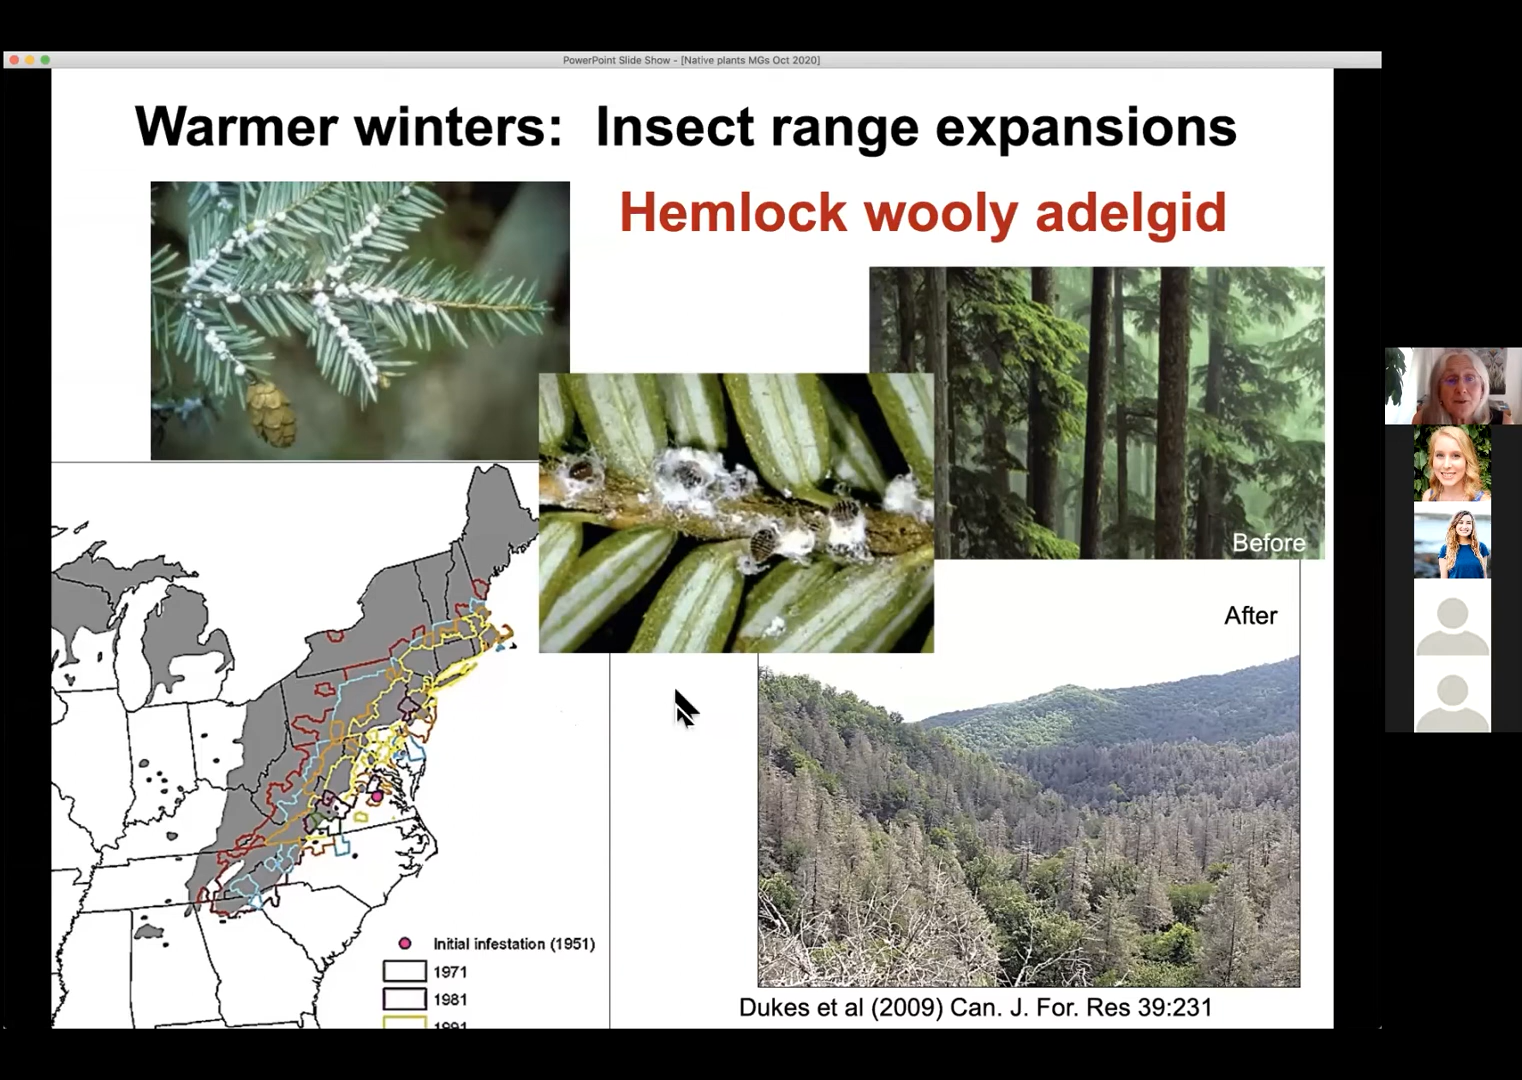 PowerPoint Slide Show - [Native plants MGs Oct 2020]
Warmer winters: Insect range expansions
Hemlock wooly adelgid
Before
After
Initial infestation (1951)
1971
1981
1991
Dukes et al (2009) Can. J. For. Res 39:231